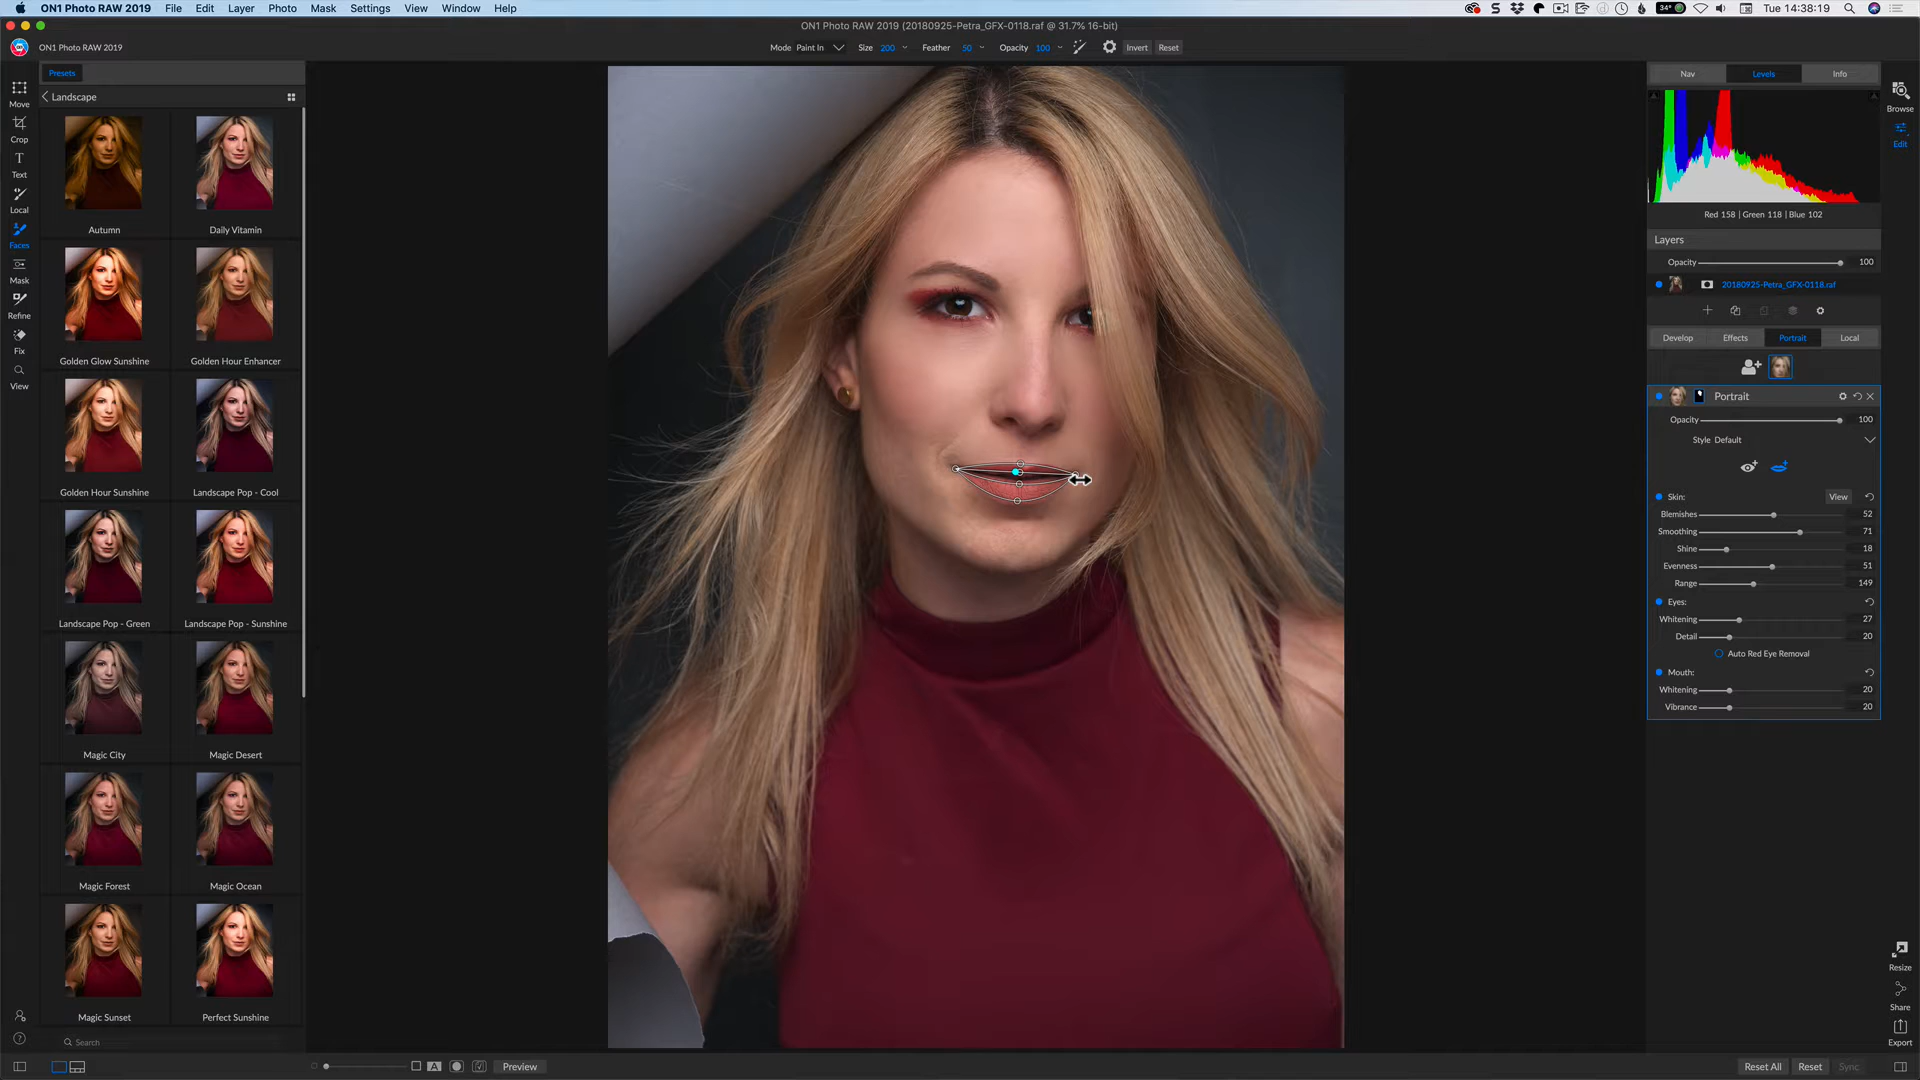 ON1 Photo RAW 2019 File Edit Layer Photo Mask Settings View Window Help
34° Tue 14:38:19
ON1 Photo RAW 2019 (20180925-Petra_GFX-0118.raf @ 31.7% 16-bit)
ON1 Photo RAW 2019
Mode Paint In Size 200 Feather 50 Opacity 100 Invert Reset
Presets
Landscape
Move
Crop
Text
Local
Faces
Mask
Refine
Fix
View
Autumn Daily Vitamin
Golden Glow Sunshine Golden Hour Enhancer
Golden Hour Sunshine Landscape Pop - Cool
Landscape Pop - Green Landscape Pop - Sunshine
Magic City Magic Desert
Magic Forest Magic Ocean
Magic Sunset Perfect Sunshine
Search
Preview
Nav Levels Info
Red 158 | Green 118 | Blue 102
Layers
Opacity 100
20180925-Petra_GFX-0118.raf
Develop Effects Portrait Local
Portrait
Opacity 100
Style Default
Skin: View
Blemishes 52
Smoothing 71
Shine 18
Evenness 51
Range 149
Eyes:
Whitening 27
Detail 20
Auto Red Eye Removal
Mouth:
Whitening 20
Vibrance 20
Browse
Edit
Resize
Share
Export
Reset All Reset Sync